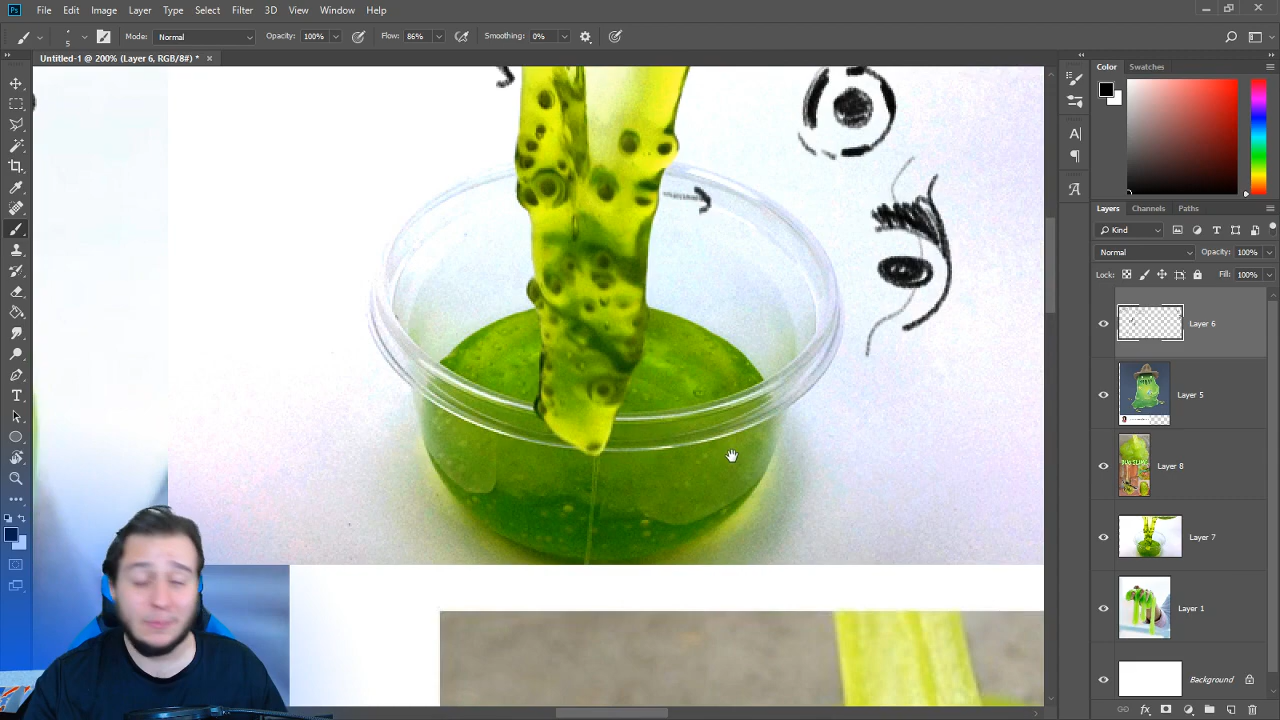 Ps File Edit Image Layer Type Select Filter 3D View Window Help
5 Mode: Normal Opacity: 100% Flow: 86% Smoothing: 0%
Untitled-1 @ 200% (Layer 6, RGB/8#) * ×
Color Swatches
Layers Channels Paths
Kind
Normal Opacity: 100%
Lock: Fill: 100%
Layer 6
Layer 5
Layer 8
Layer 7
Layer 1
Background